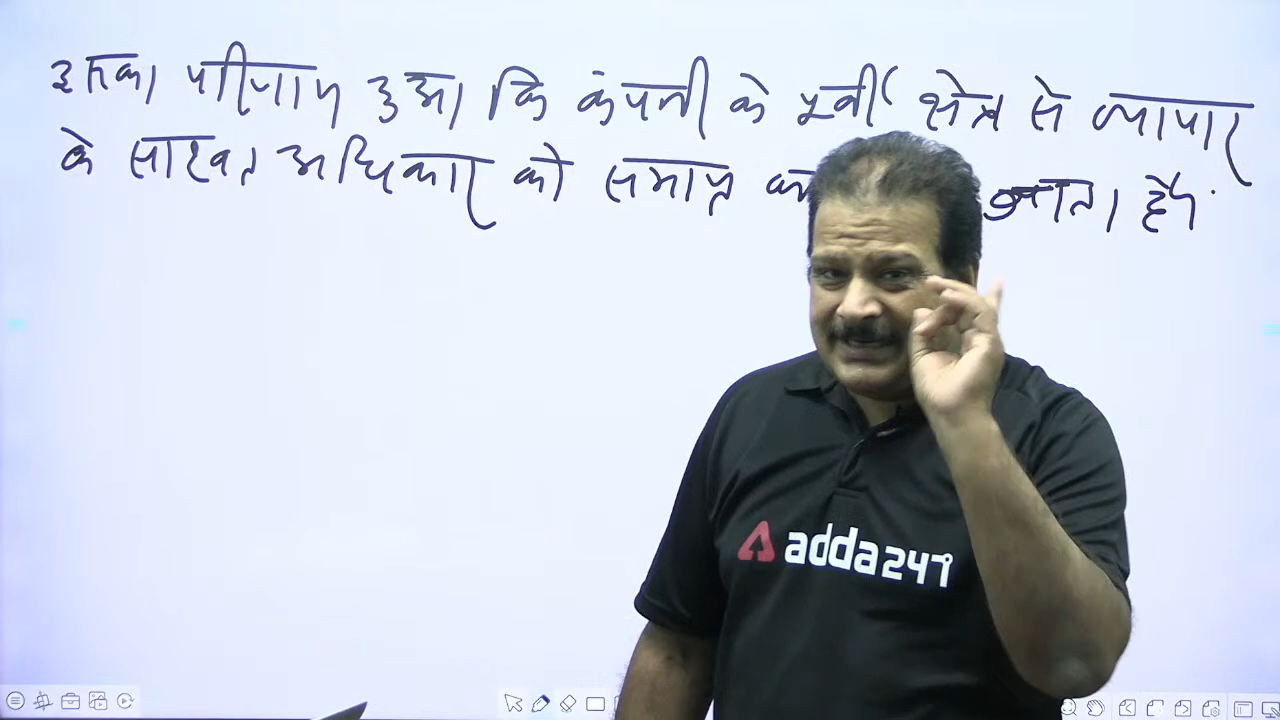 इसका परिणाम हुआ कि कंपनी के पूर्वी क्षेत्र से व्यापार
के अधिकार को समाप्त जाता है
adda247